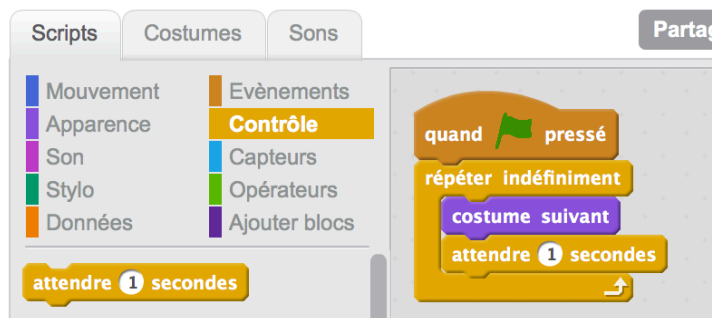 Scripts Costumes Sons Partag
Mouvement Evènements
Apparence Contrôle
Son Capteurs
Stylo Opérateurs
Données Ajouter blocs
attendre 1 secondes
quand pressé
répéter indéfiniment
costume suivant
attendre 1 secondes